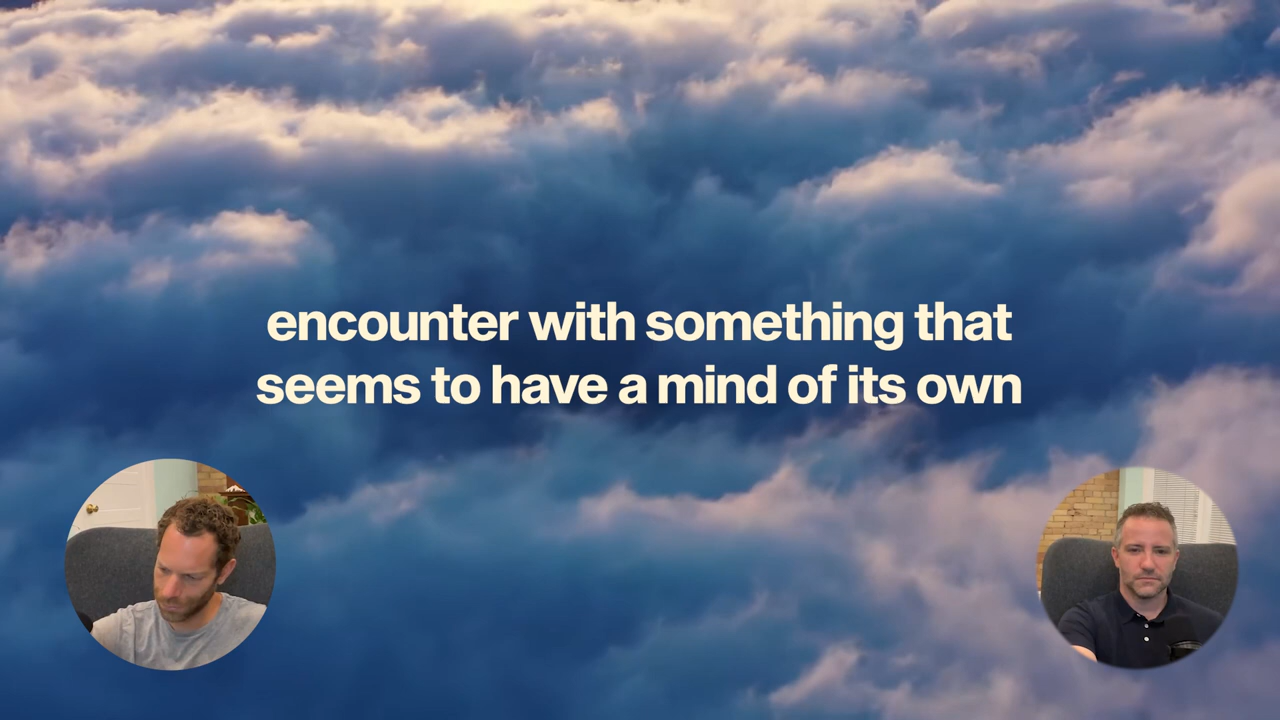 encounter with something that
seems to have a mind of its own